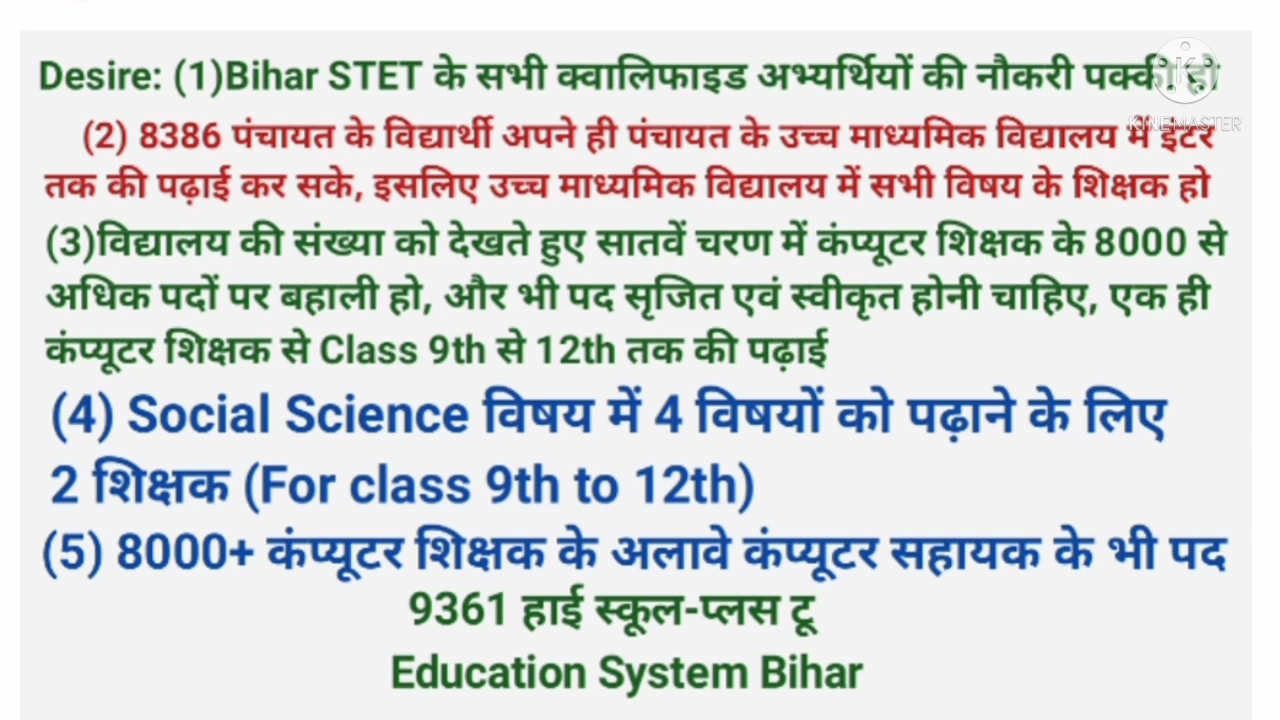 Desire: (1)Bihar STET के सभी क्वालिफाइड अभ्यर्थियों की नौकरी पक्की हो
(2) 8386 पंचायत के विद्यार्थी अपने ही पंचायत के उच्च माध्यमिक विद्यालय में इंटर
तक की पढ़ाई कर सके, इसलिए उच्च माध्यमिक विद्यालय में सभी विषय के शिक्षक हो
(3)विद्यालय की संख्या को देखते हुए सातवें चरण में कंप्यूटर शिक्षक के 8000 से
अधिक पदों पर बहाली हो, और भी पद सृजित एवं स्वीकृत होनी चाहिए, एक ही
कंप्यूटर शिक्षक से Class 9th से 12th तक की पढ़ाई
(4) Social Science विषय में 4 विषयों को पढ़ाने के लिए
2 शिक्षक (For class 9th to 12th)
(5) 8000+ कंप्यूटर शिक्षक के अलावे कंप्यूटर सहायक के भी पद
9361 हाई स्कूल-प्लस टू
Education System Bihar
KINEMASTER